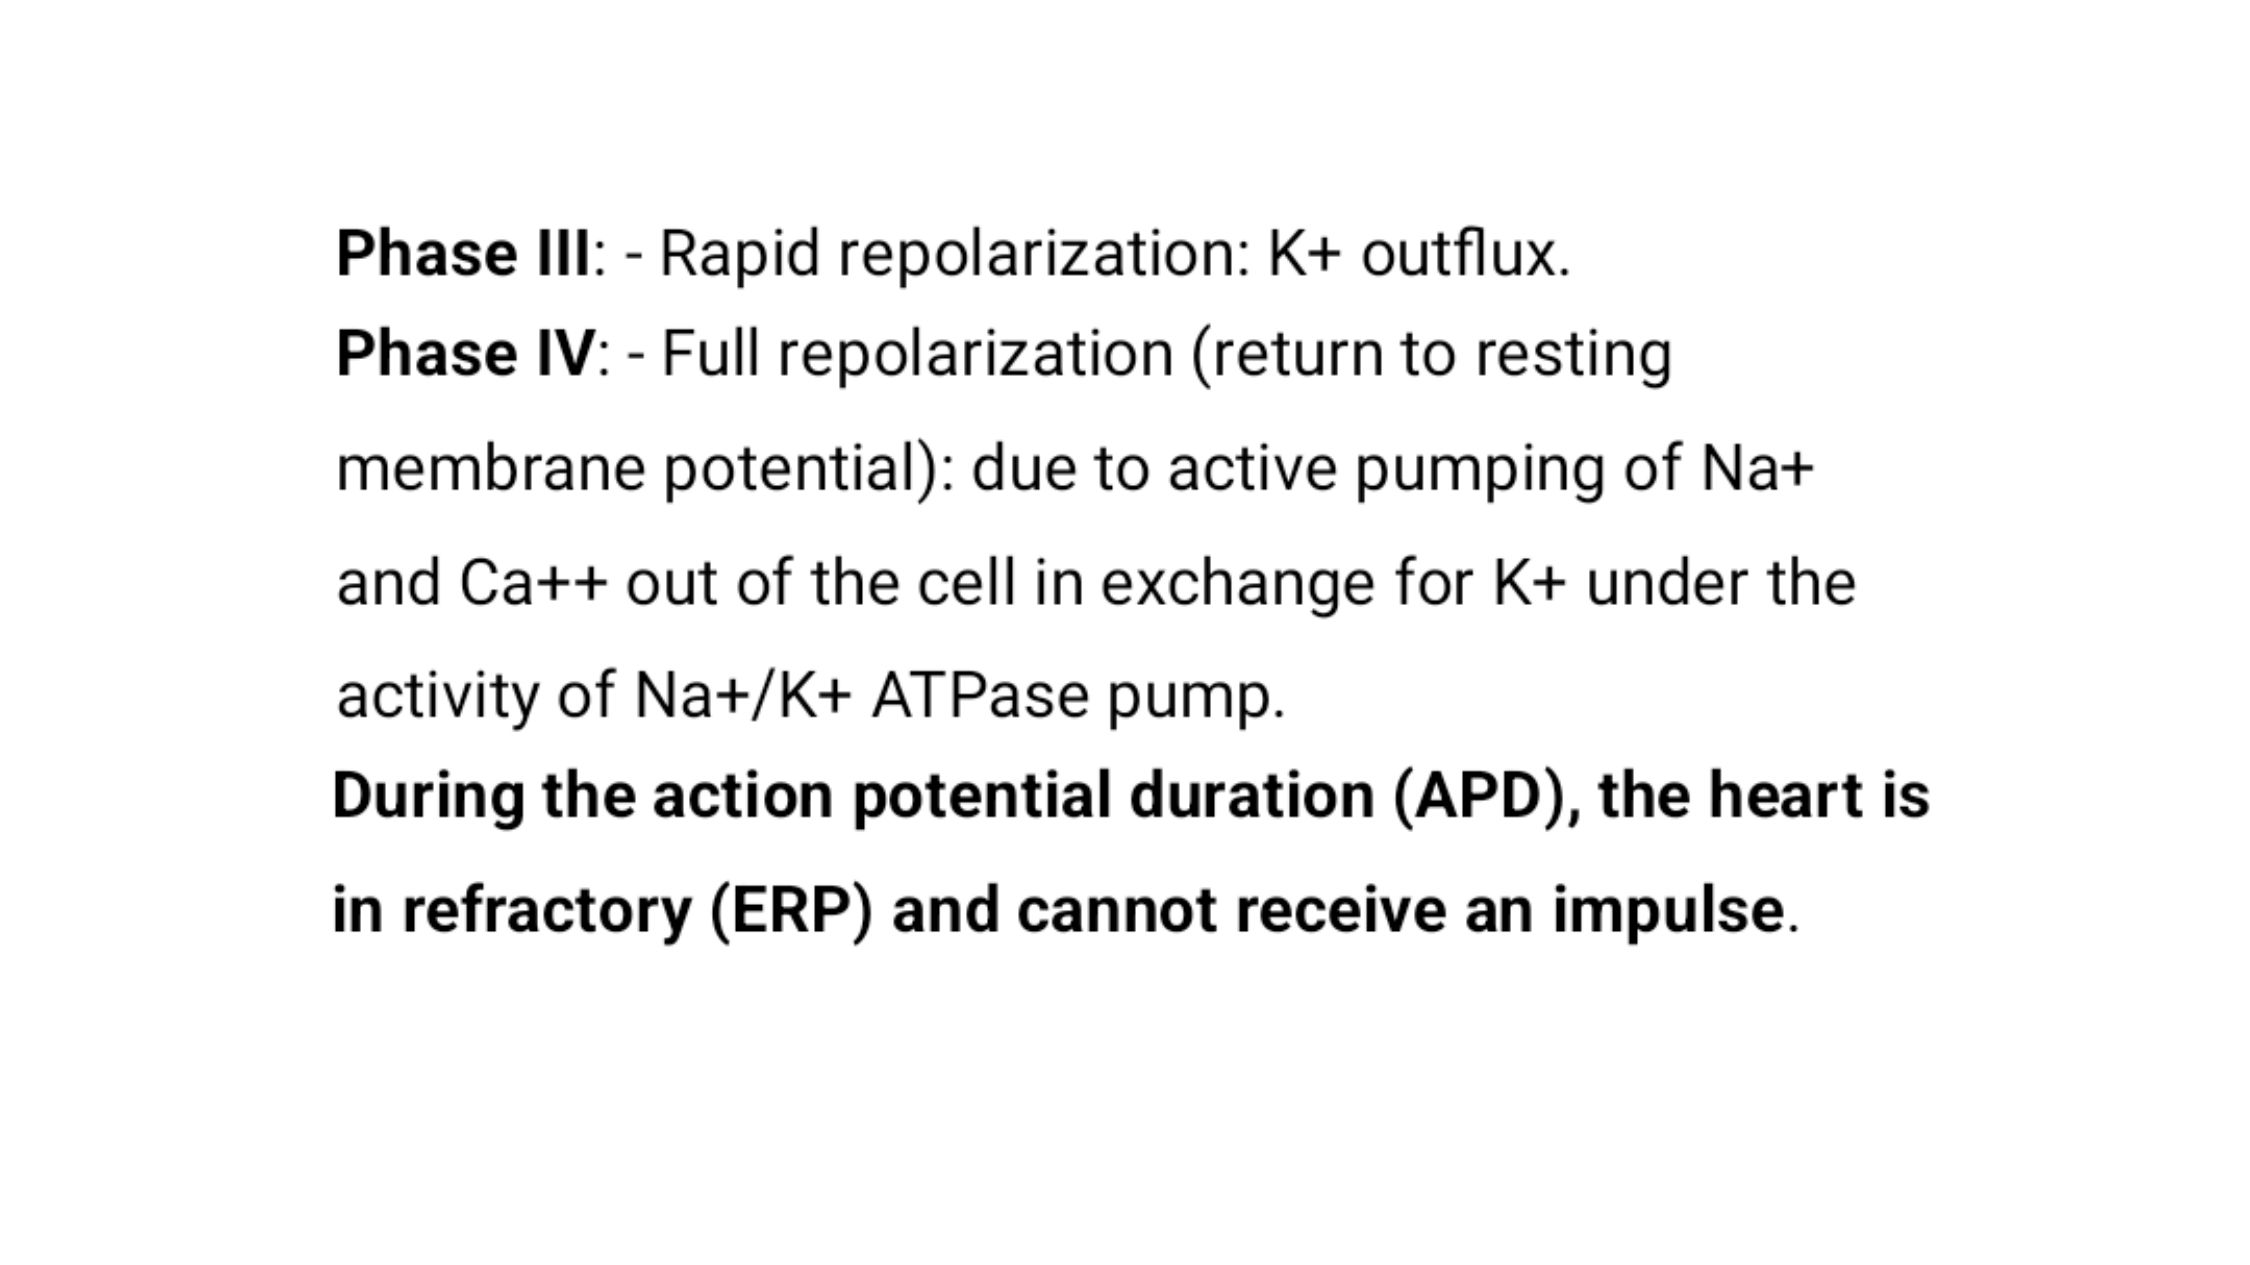 Phase III: - Rapid repolarization: K+ outflux.
Phase IV: - Full repolarization (return to resting
membrane potential): due to active pumping of Na+
and Ca++ out of the cell in exchange for K+ under the
activity of Na+/K+ ATPase pump.
During the action potential duration (APD), the heart is
in refractory (ERP) and cannot receive an impulse.